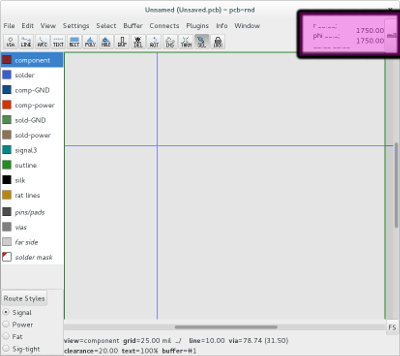 Unnamed (Unsaved.pcb) - pcb-rnd
File Edit View Settings Select Buffer Connects Plugins Info Window
VIA LINE ARC TEXT RECT POLY HOLE BUF DEL ROT INS THRM SEL LOCK
r
1750.00
phi
1750.00
mil
component
solder
comp-GND
comp-power
sold-GND
sold-power
signal3
outline
silk
rat lines
pins/pads
vias
far side
solder mask
Route Styles
Signal
Power
Fat
Sig-tight
FS
view=component grid=25.00 mil ../ line=10.00 via=78.74 (31.50)
clearance=20.00 text=100% buffer=#1